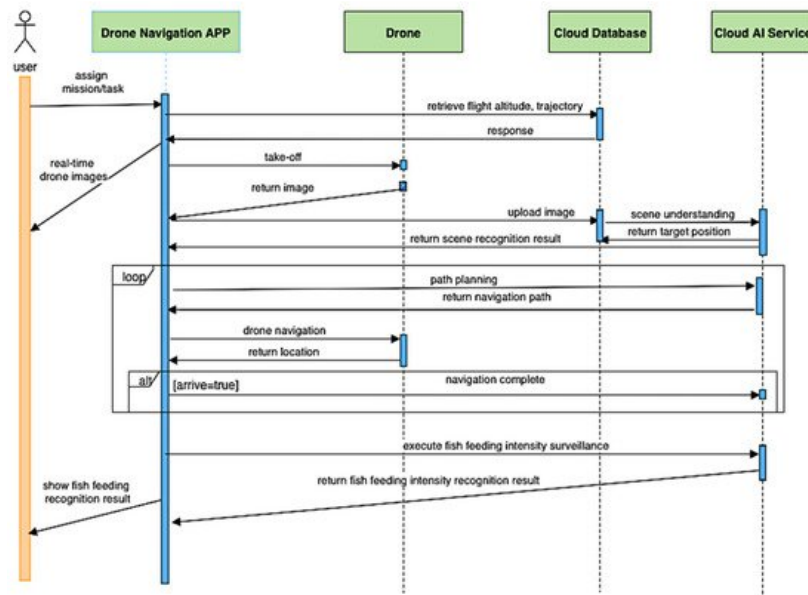 Drone Navigation APP
Drone
Cloud Database
Cloud AI Service
user
assign
mission/task
retrieve flight altitude, trajectory
response
real-time
drone images
take-off
return image
upload image
scene understanding
return target position
return scene recognition result
loop
path planning
return navigation path
drone navigation
return location
alt
[arrive=true]
navigation complete
execute fish feeding intensity surveillance
return fish feeding intensity recognition result
show fish feeding
recognition result